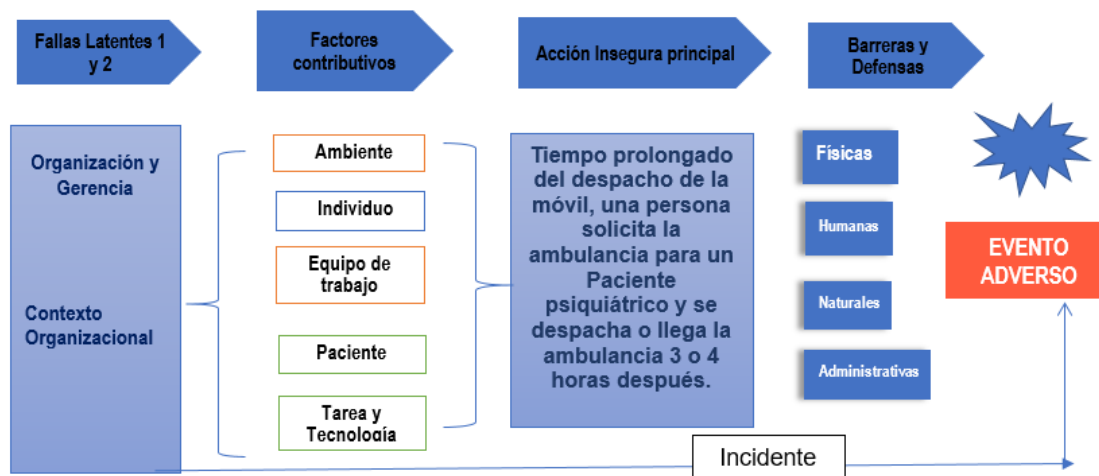 Fallas Latentes 1
y 2
Factores
contributivos
Acción Insegura principal
Barreras y
Defensas
Organización y
Gerencia
Contexto
Organizacional
Ambiente
Individuo
Equipo de
trabajo
Paciente
Tarea y
Tecnología
Tiempo prolongado
del despacho de la
móvil, una persona
solicita la
ambulancia para un
Paciente
psiquiátrico y se
despacha o llega la
ambulancia 3 o 4
horas después.
Físicas
Humanas
Naturales
Administrativas
EVENTO
ADVERSO
Incidente